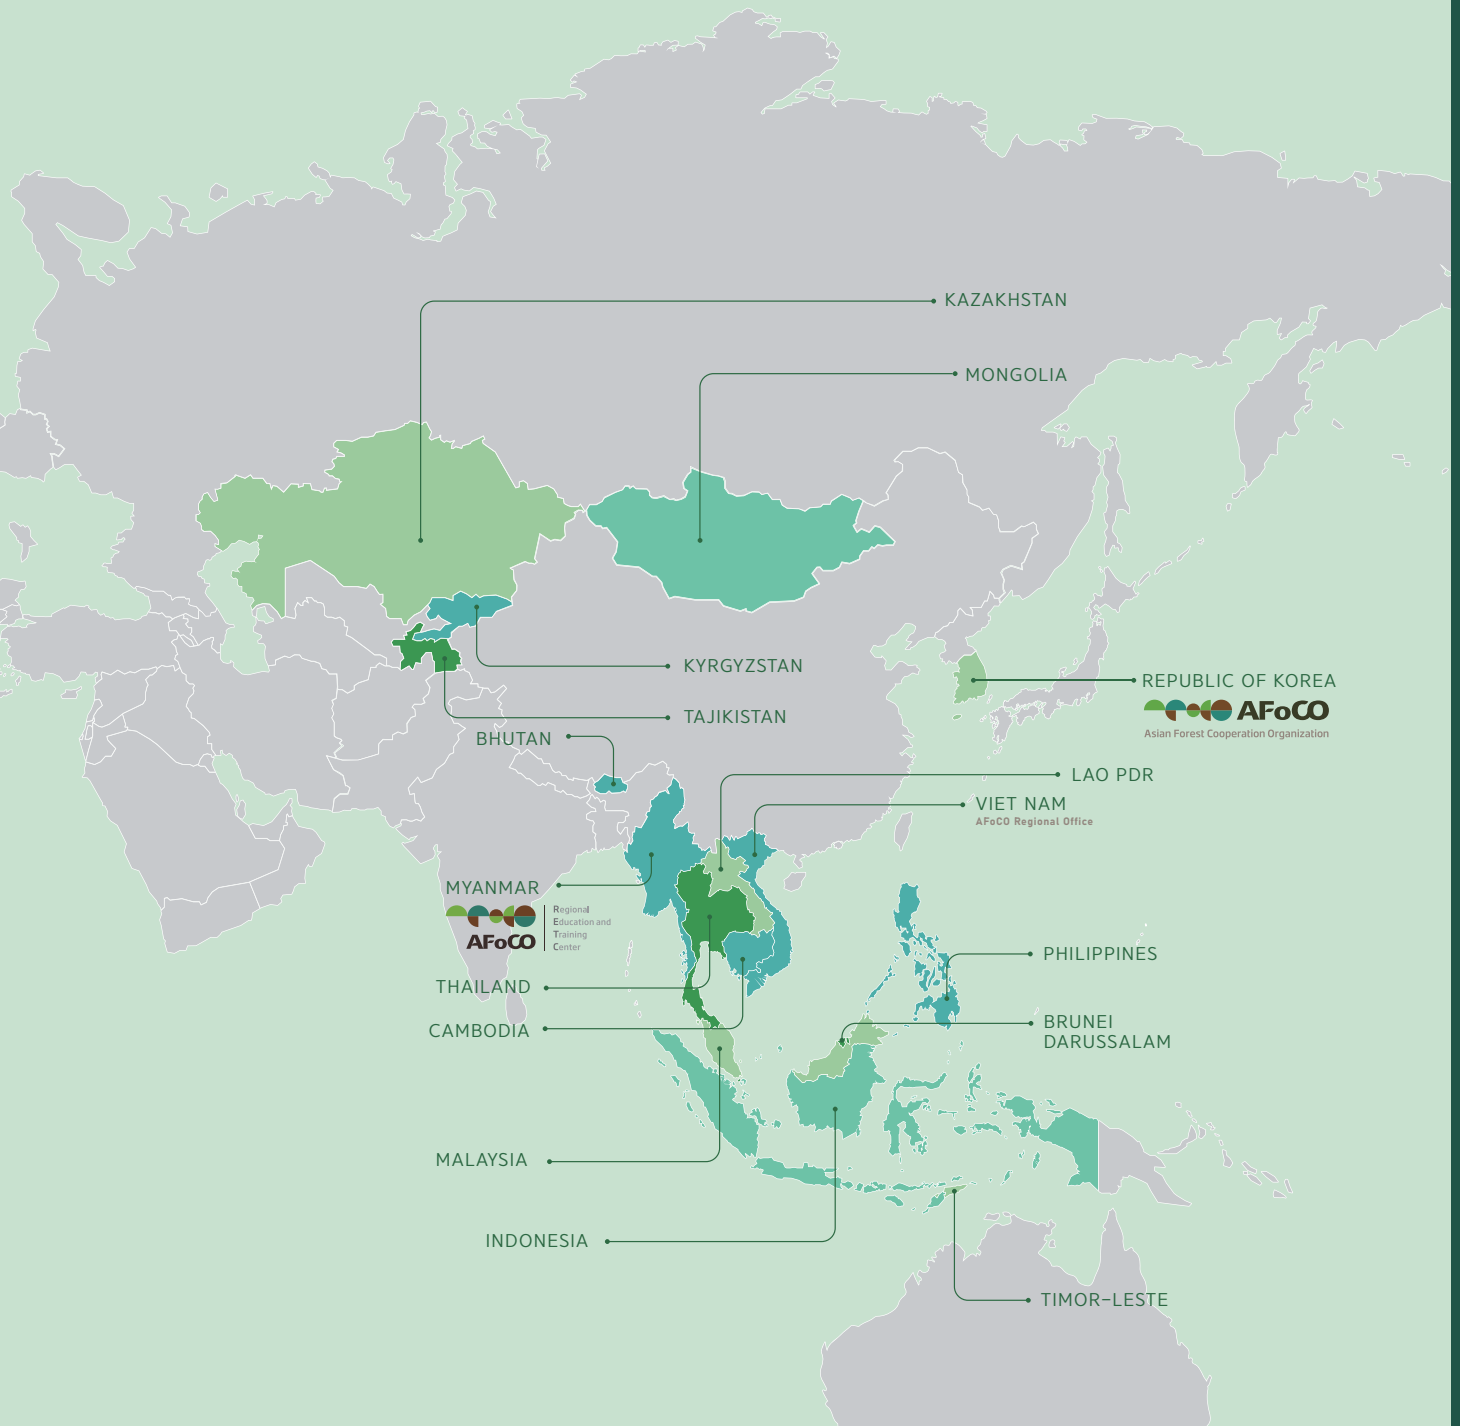 KAZAKHSTAN
MONGOLIA
KYRGYZSTAN
REPUBLIC OF KOREA
AFoCO
Asian Forest Cooperation Organization
TAJIKISTAN
BHUTAN
LAO PDR
VIET NAM
AFoCO Regional Office
MYANMAR
AFoCO
Regional
Education and
Training
Center
PHILIPPINES
THAILAND
BRUNEI
DARUSSALAM
CAMBODIA
MALAYSIA
INDONESIA
TIMOR-LESTE